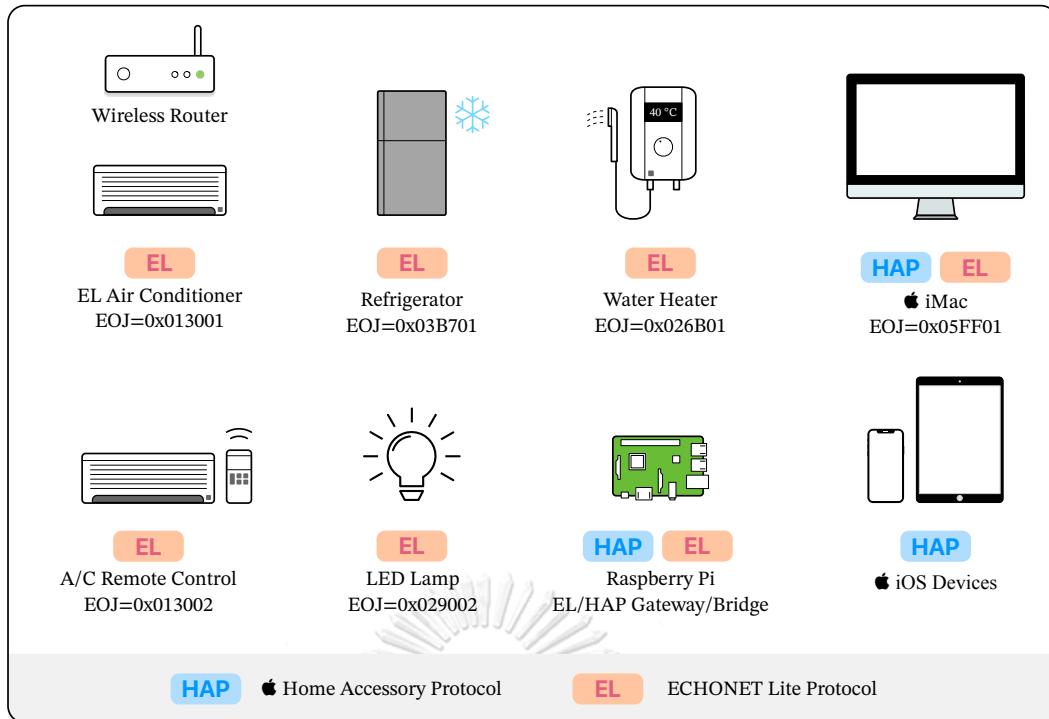 Wireless Router
40 °C
EL
EL Air Conditioner
EOJ=0x013001
EL
Refrigerator
EOJ=0x03B701
EL
Water Heater
EOJ=0x026B01
HAP EL
iMac
EOJ=0x05FF01
EL
A/C Remote Control
EOJ=0x013002
EL
LED Lamp
EOJ=0x029002
HAP EL
Raspberry Pi
EL/HAP Gateway/Bridge
HAP
iOS Devices
HAP Home Accessory Protocol
EL ECHONET Lite Protocol